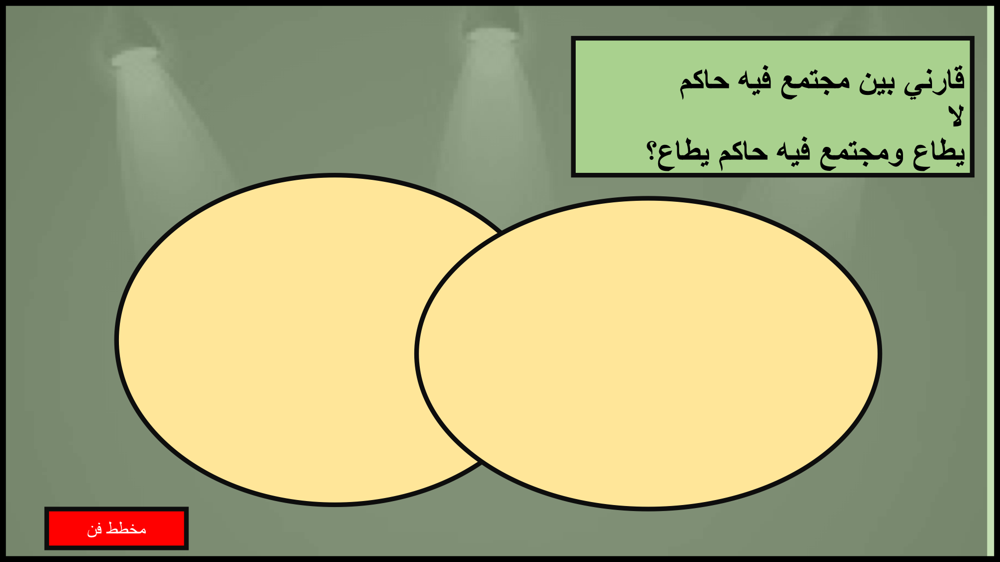 قارني بين مجتمع فيه حاكم
لا
يطاع ومجتمع فيه حاكم يطاع؟
مخطط فن